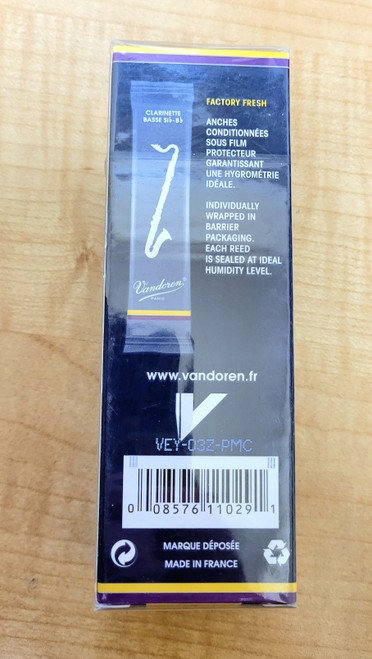 CLARINETTE
BASSE Si♭-B♭
Vandoren®
PARIS
FACTORY FRESH
ANCHES
CONDITIONNÉES
SOUS FILM
PROTECTEUR
GARANTISSANT
UNE HYGROMÉTRIE
IDÉALE.
INDIVIDUALLY
WRAPPED IN
BARRIER
PACKAGING.
EACH REED
IS SEALED AT IDEAL
HUMIDITY LEVEL.
www.vandoren.fr
V
VEY-03Z-PMC
0 08576 11029 1
MARQUE DÉPOSÉE
MADE IN FRANCE